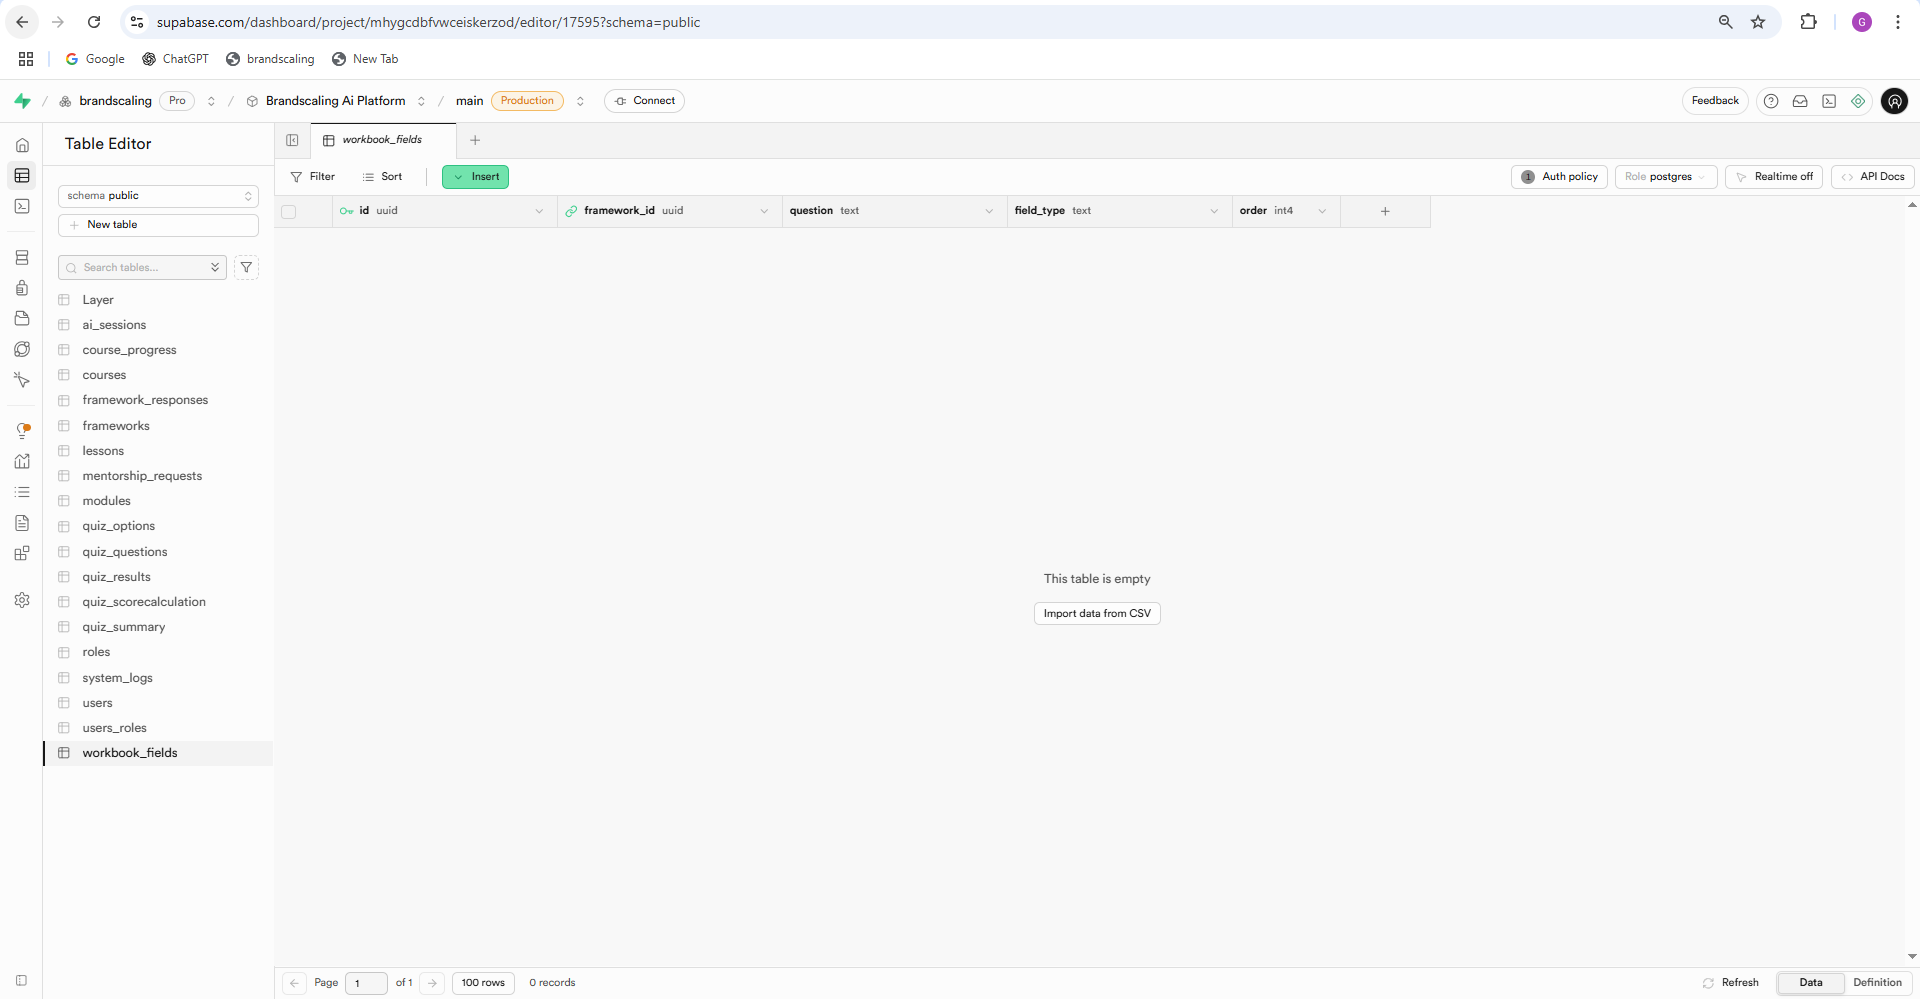 supabase.com/dashboard/project/mhygcdbfvwceiskerzod/editor/17595?schema=public
G
Google
ChatGPT
brandscaling
New Tab
/ brandscaling Pro / Brandscaling Ai Platform / main Production Connect
Feedback
Table Editor
workbook_fields
schema public
New table
Search tables...
Layer
ai_sessions
course_progress
courses
framework_responses
frameworks
lessons
mentorship_requests
modules
quiz_options
quiz_questions
quiz_results
quiz_scorecalculation
quiz_summary
roles
system_logs
users
users_roles
workbook_fields
Filter Sort Insert
1 Auth policy Role postgres Realtime off API Docs
id uuid framework_id uuid question text field_type text order int4
This table is empty
Import data from CSV
Page 1 of 1 100 rows 0 records
Refresh Data Definition